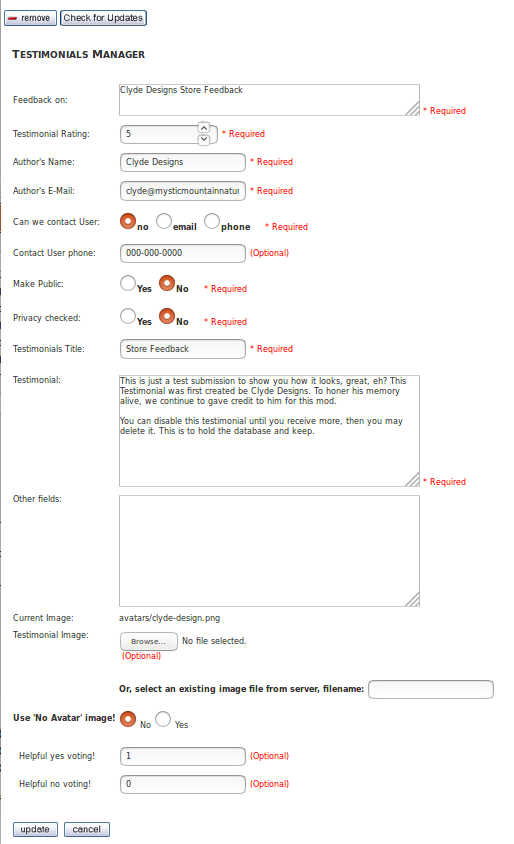 remove Check for Updates
TESTIMONIALS MANAGER
Feedback on: Clyde Designs Store Feedback * Required
Testimonial Rating: 5 * Required
Author's Name: Clyde Designs * Required
Author's E-Mail: clyde@mysticmountainnatur * Required
Can we contact User: no email phone * Required
Contact User phone: 000-000-0000 (Optional)
Make Public: Yes No * Required
Privacy checked: Yes No * Required
Testimonials Title: Store Feedback * Required
Testimonial: This is just a test submission to show you how it looks, great, eh? This
Testimonial was first created be Clyde Designs. To honer his memory
alive, we continue to gave credit to him for this mod.
You can disable this testimonial until you receive more, then you may
delete it. This is to hold the database and keep.
* Required
Other fields:
Current Image: avatars/clyde-design.png
Testimonial Image: Browse... No file selected.
(Optional)
Or, select an existing image file from server, filename:
Use 'No Avatar' image! No Yes
Helpful yes voting! 1 (Optional)
Helpful no voting! 0 (Optional)
update cancel